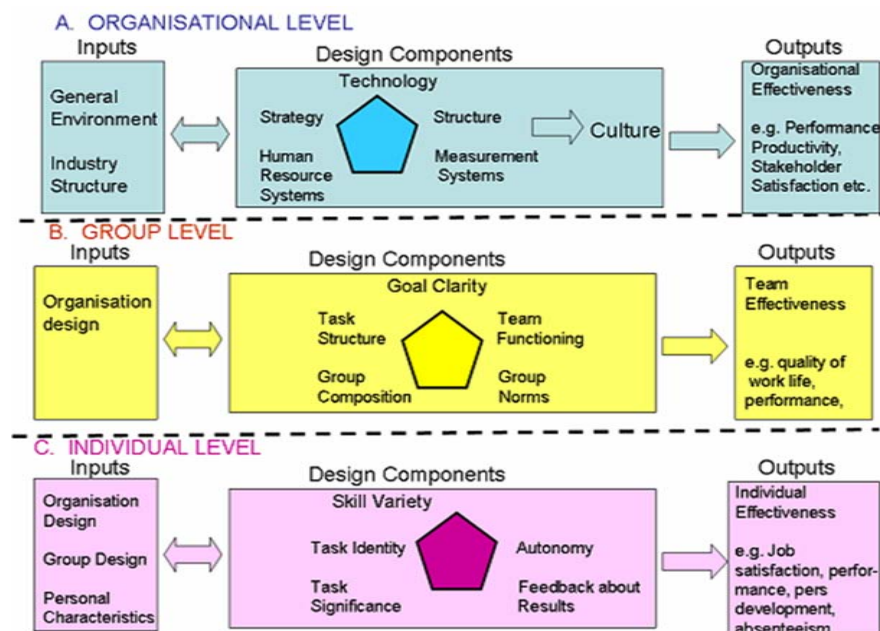 A. ORGANISATIONAL LEVEL
Inputs
Design Components
Outputs
General
Environment
Industry
Structure
Technology
Strategy
Structure
Human
Resource
Systems
Measurement
Systems
Culture
Organisational
Effectiveness
e.g. Performance
Productivity,
Stakeholder
Satisfaction etc.
B. GROUP LEVEL
Inputs
Design Components
Outputs
Organisation
design
Goal Clarity
Task
Structure
Team
Functioning
Group
Composition
Group
Norms
Team
Effectiveness
e.g. quality of
work life,
performance,
C. INDIVIDUAL LEVEL
Inputs
Design Components
Outputs
Organisation
Design
Group Design
Personal
Characteristics
Skill Variety
Task Identity
Autonomy
Task
Significance
Feedback about
Results
Individual
Effectiveness
e.g. Job
satisfaction, perfor-
mance, pers
development,
absenteeism